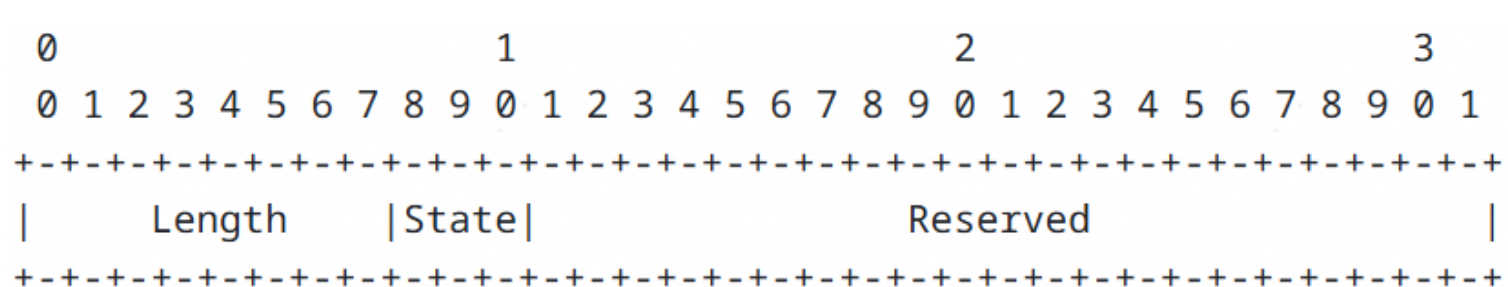 0                   1                   2                   3
0 1 2 3 4 5 6 7 8 9 0 1 2 3 4 5 6 7 8 9 0 1 2 3 4 5 6 7 8 9 0 1
+-+-+-+-+-+-+-+-+-+-+-+-+-+-+-+-+-+-+-+-+-+-+-+-+-+-+-+-+-+-+-+-+
|     Length    |State|                Reserved                 |
+-+-+-+-+-+-+-+-+-+-+-+-+-+-+-+-+-+-+-+-+-+-+-+-+-+-+-+-+-+-+-+-+